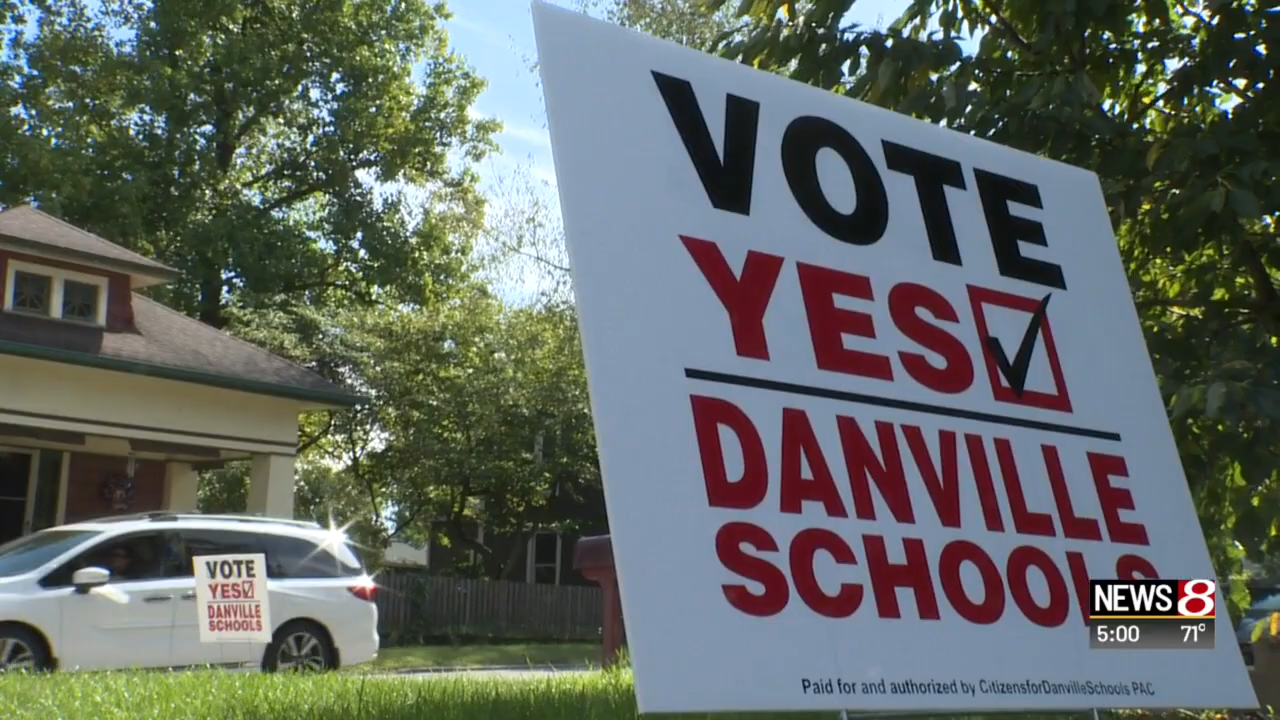 VOTE
YES
DANVILLE
SCHOOLS
Paid for and authorized by CitizensforDanvilleSchools PAC
VOTE
YES
DANVILLE
SCHOOLS
NEWS 8
5:00 71°